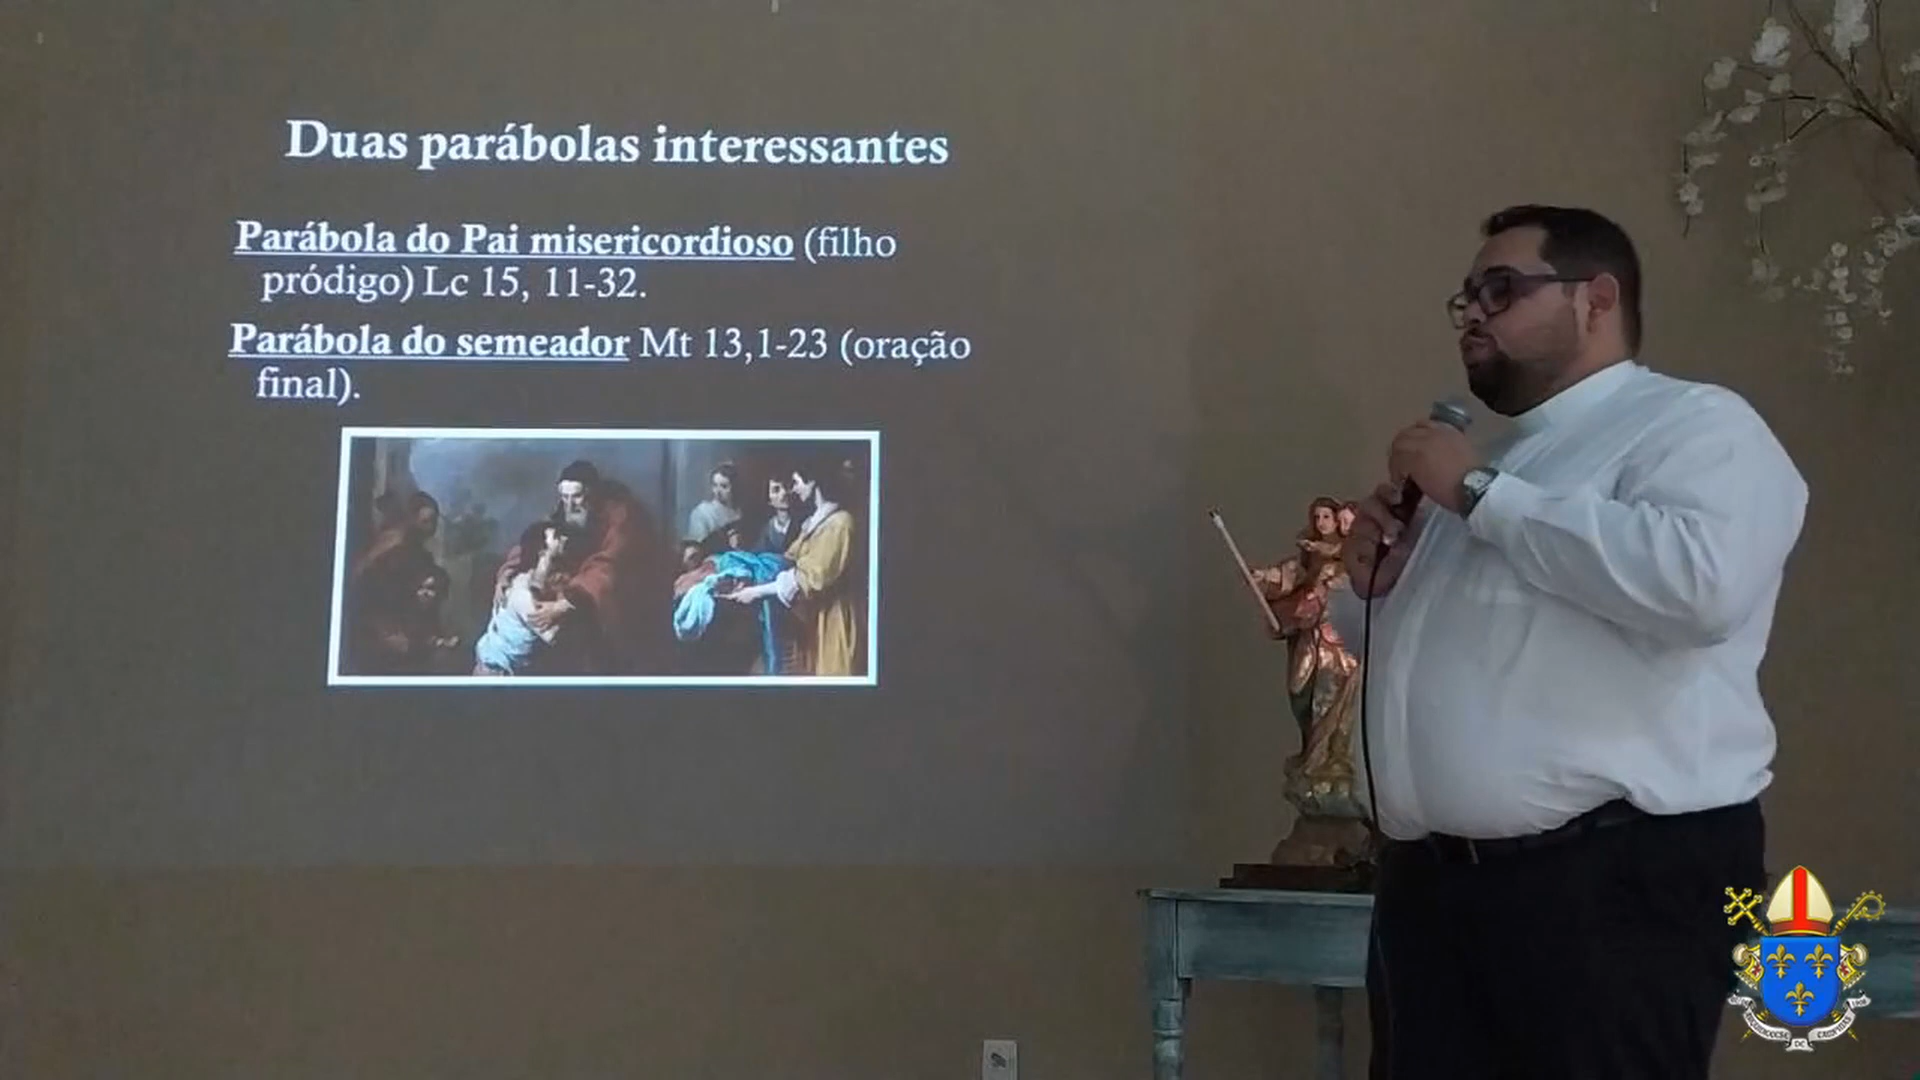 Duas parábolas interessantes
Parábola do Pai misericordioso (filho
pródigo) Lc 15, 11-32.
Parábola do semeador Mt 13,1-23 (oração
final).